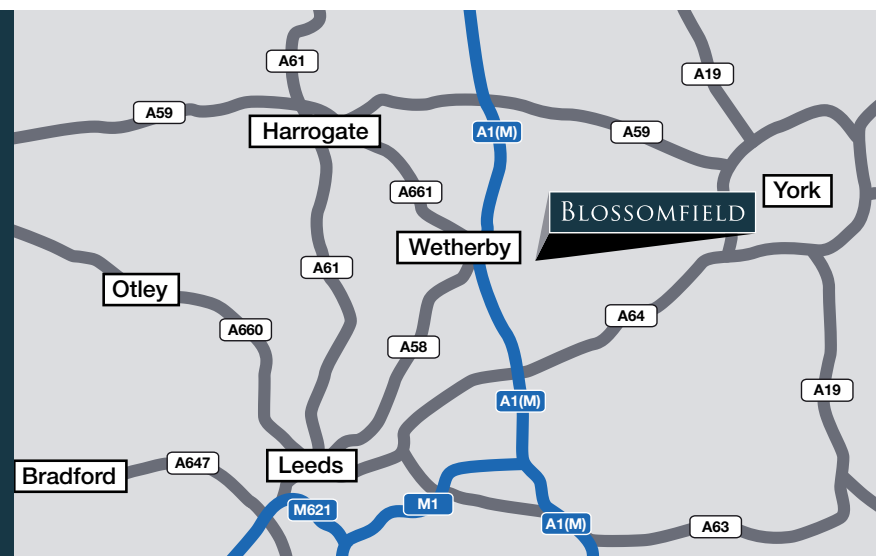 A61
A19
A59
Harrogate
A1(M)
A59
A661
York
BLOSSOMFIELD
Wetherby
A61
Otley
A660
A64
A58
A19
A1(M)
Leeds
A647
Bradford
M621
M1
A1(M)
A63